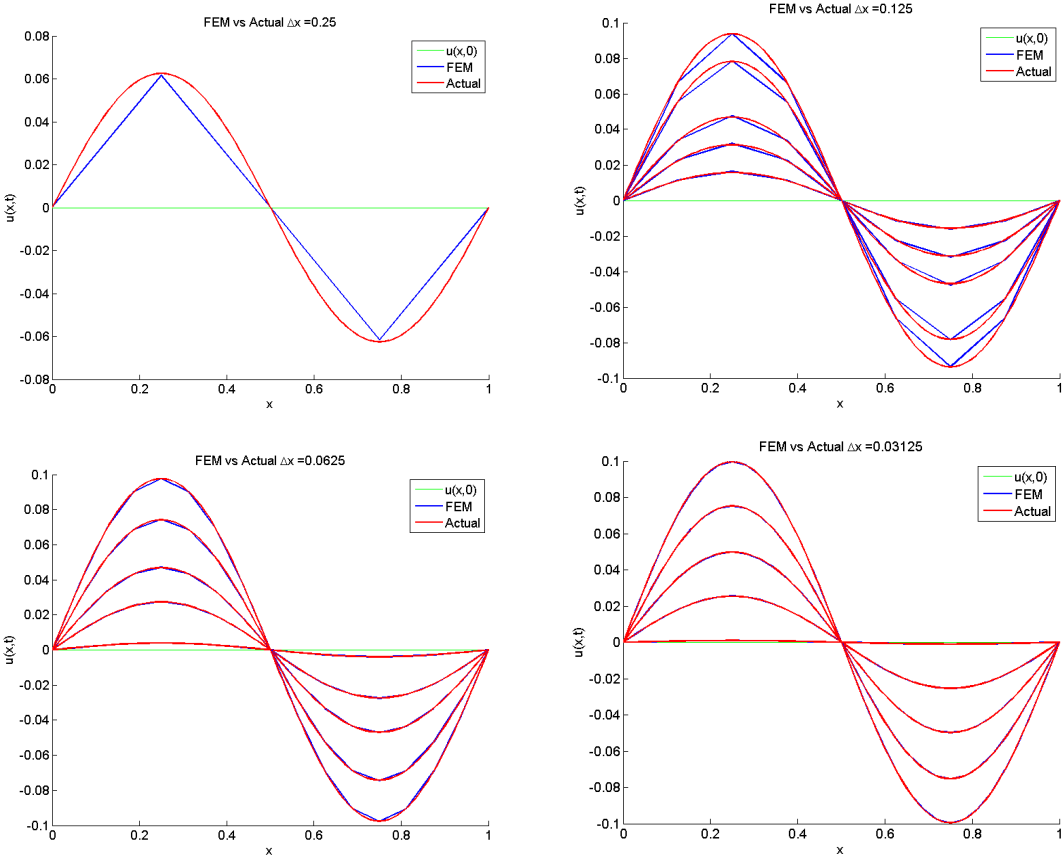 FEM vs Actual Δx =0.25
u(x,0)
FEM
Actual
0.08
0.06
0.04
0.02
0
-0.02
-0.04
-0.06
-0.08
u(x,t)
0 0.2 0.4 0.6 0.8 1
x
FEM vs Actual Δx =0.125
u(x,0)
FEM
Actual
0.1
0.08
0.06
0.04
0.02
0
-0.02
-0.04
-0.06
-0.08
-0.1
u(x,t)
0 0.2 0.4 0.6 0.8 1
x
FEM vs Actual Δx =0.0625
u(x,0)
FEM
Actual
0.1
0.08
0.06
0.04
0.02
0
-0.02
-0.04
-0.06
-0.08
-0.1
u(x,t)
0 0.2 0.4 0.6 0.8 1
x
FEM vs Actual Δx =0.03125
u(x,0)
FEM
Actual
0.1
0.08
0.06
0.04
0.02
0
-0.02
-0.04
-0.06
-0.08
-0.1
u(x,t)
0 0.2 0.4 0.6 0.8 1
x